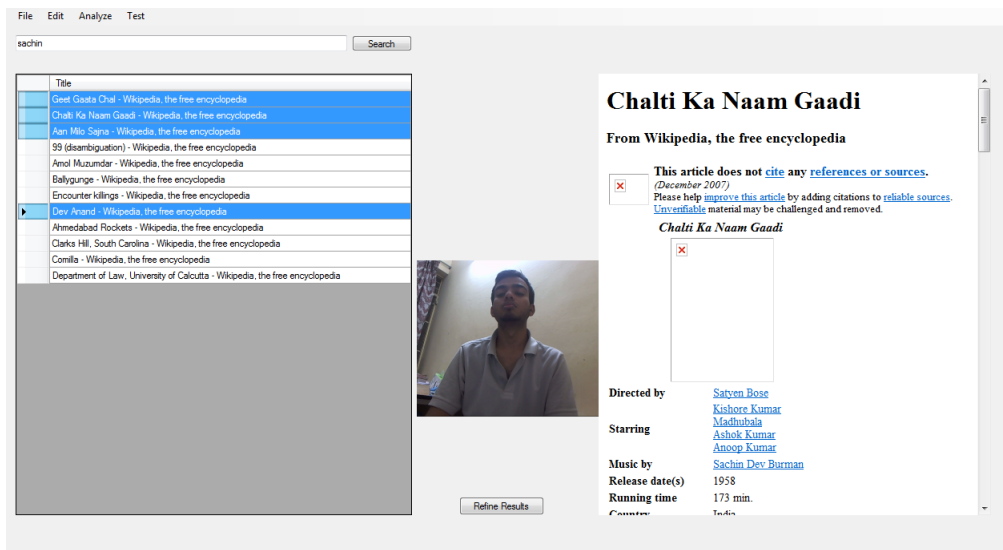 File Edit Analyze Test
sachin
Search
Title
Geet Gaata Chal - Wikipedia, the free encyclopedia
Chalti Ka Naam Gaadi - Wikipedia, the free encyclopedia
Aan Milo Sajna - Wikipedia, the free encyclopedia
99 (disambiguation) - Wikipedia, the free encyclopedia
Amol Muzumdar - Wikipedia, the free encyclopedia
Ballygunge - Wikipedia, the free encyclopedia
Encounter killings - Wikipedia, the free encyclopedia
Dev Anand - Wikipedia, the free encyclopedia
Ahmedabad Rockets - Wikipedia, the free encyclopedia
Clarks Hill, South Carolina - Wikipedia, the free encyclopedia
Comilla - Wikipedia, the free encyclopedia
Department of Law, University of Calcutta - Wikipedia, the free encyclopedia
Refine Results
Chalti Ka Naam Gaadi
From Wikipedia, the free encyclopedia
This article does not cite any references or sources.
(December 2007)
Please help improve this article by adding citations to reliable sources.
Unverifiable material may be challenged and removed.
Chalti Ka Naam Gaadi
Directed by Satyen Bose
Starring Kishore Kumar
Madhubala
Ashok Kumar
Anoop Kumar
Music by Sachin Dev Burman
Release date(s) 1958
Running time 173 min.
Country India